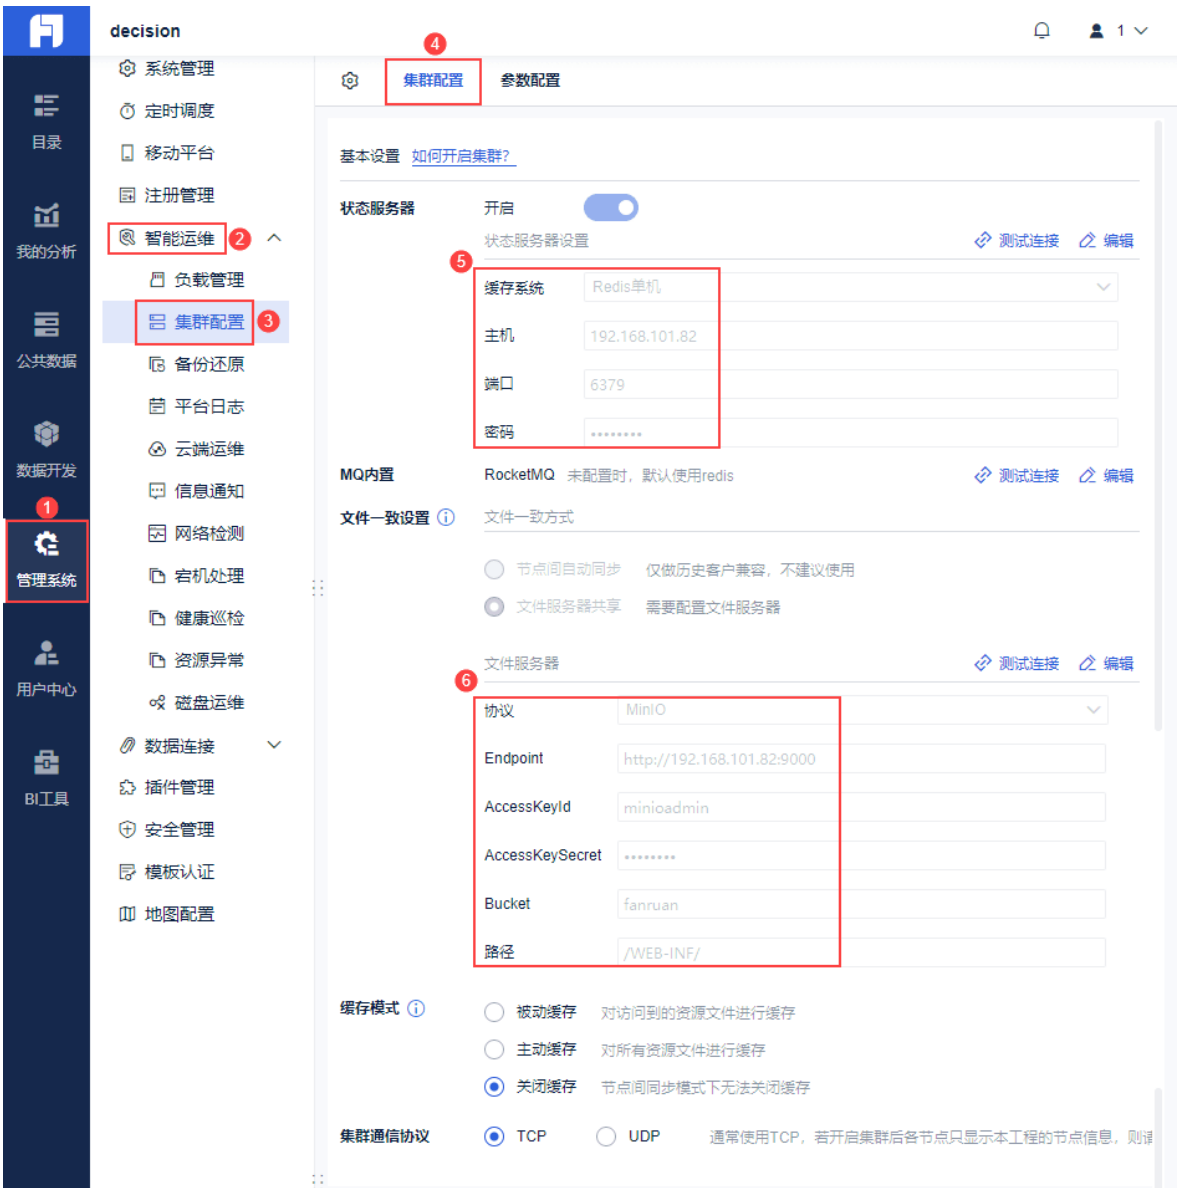 decision
1
目录
我的分析
公共数据
数据开发
1
管理系统
用户中心
BI工具
系统管理
定时调度
移动平台
注册管理
智能运维 2
负载管理
集群配置 3
备份还原
平台日志
云端运维
信息通知
网络检测
宕机处理
健康巡检
资源异常
磁盘运维
数据连接
插件管理
安全管理
模板认证
地图配置
4
集群配置 参数配置
基本设置 如何开启集群?
状态服务器 开启
状态服务器设置 测试连接 编辑
5
缓存系统 Redis单机
主机 192.168.101.82
端口 6379
密码 ••••••••
MQ内置 RocketMQ 未配置时，默认使用redis 测试连接 编辑
文件一致设置 文件一致方式
节点间自动同步 仅做历史客户兼容，不建议使用
文件服务器共享 需要配置文件服务器
文件服务器 测试连接 编辑
6
协议 MinIO
Endpoint http://192.168.101.82:9000
AccessKeyId minioadmin
AccessKeySecret ••••••••
Bucket fanruan
路径 /WEB-INF/
缓存模式 被动缓存 对访问到的资源文件进行缓存
主动缓存 对所有资源文件进行缓存
关闭缓存 节点间同步模式下无法关闭缓存
集群通信协议 TCP UDP 通常使用TCP，若开启集群后各节点只显示本工程的节点信息，则